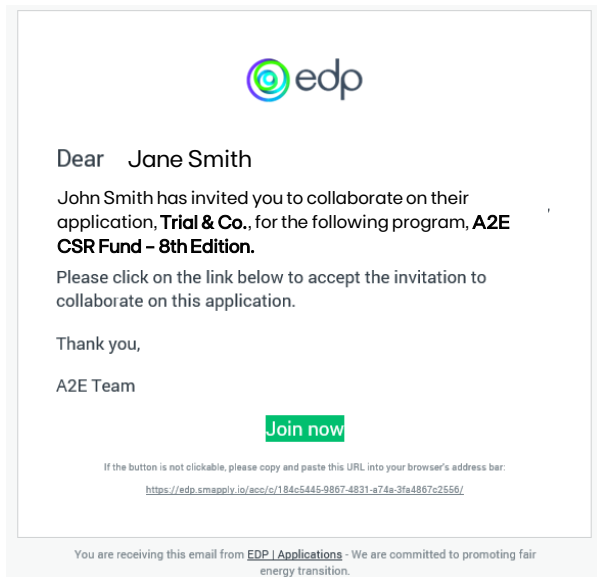 edp
Dear Jane Smith
John Smith has invited you to collaborate on their
application, Trial & Co., for the following program, A2E
CSR Fund – 8th Edition.
Please click on the link below to accept the invitation to
collaborate on this application.
Thank you,
A2E Team
Join now
If the button is not clickable, please copy and paste this URL into your browser's address bar:
https://edp.smapply.io/acc/c/184c5445-9867-4831-a74a-3fa4867c2556/
You are receiving this email from EDP | Applications - We are committed to promoting fair
energy transition.